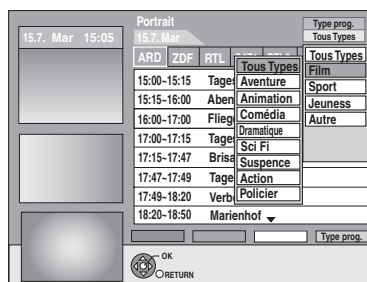 Portrait
Type prog.
15.7. Mar 15:05
15.7. Mar
Tous Types
ARD ZDF RTL
Tous Types
Film
Sport
Jeuness
Autre
Tous Types
Aventure
Animation
Comédia
Dramatique
Sci Fi
Suspence
Action
Policier
15:00~15:15 Tages
15:15~16:00 Aben
16:00~17:00 Flieg
17:00~17:15 Tages
17:15~17:47 Brisa
17:47~17:49 Tage
17:49~18:20 Verb
18:20~18:50 Marienhof
Type prog.
OK
RETURN